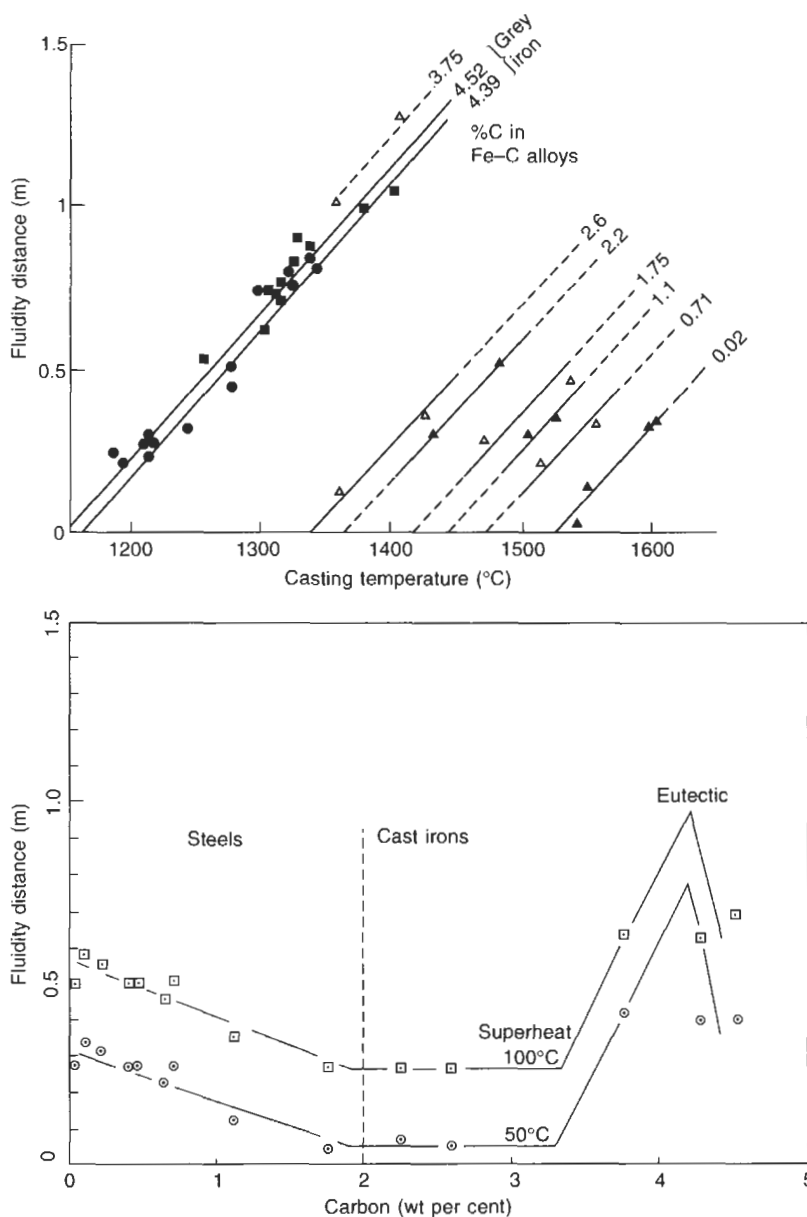 1.5
1.0
0.5
0
Fluidity distance (m)
3.75
4.52
4.39
Grey
iron
%C in
Fe–C alloys
2.6
2.2
1.75
1.1
0.71
0.02
1200
1300
1400
1500
1600
Casting temperature (°C)
1.5
1.0
0.5
0
Fluidity distance (m)
Steels
Cast irons
Eutectic
Superheat
100°C
50°C
0
1
2
3
4
5
Carbon (wt per cent)